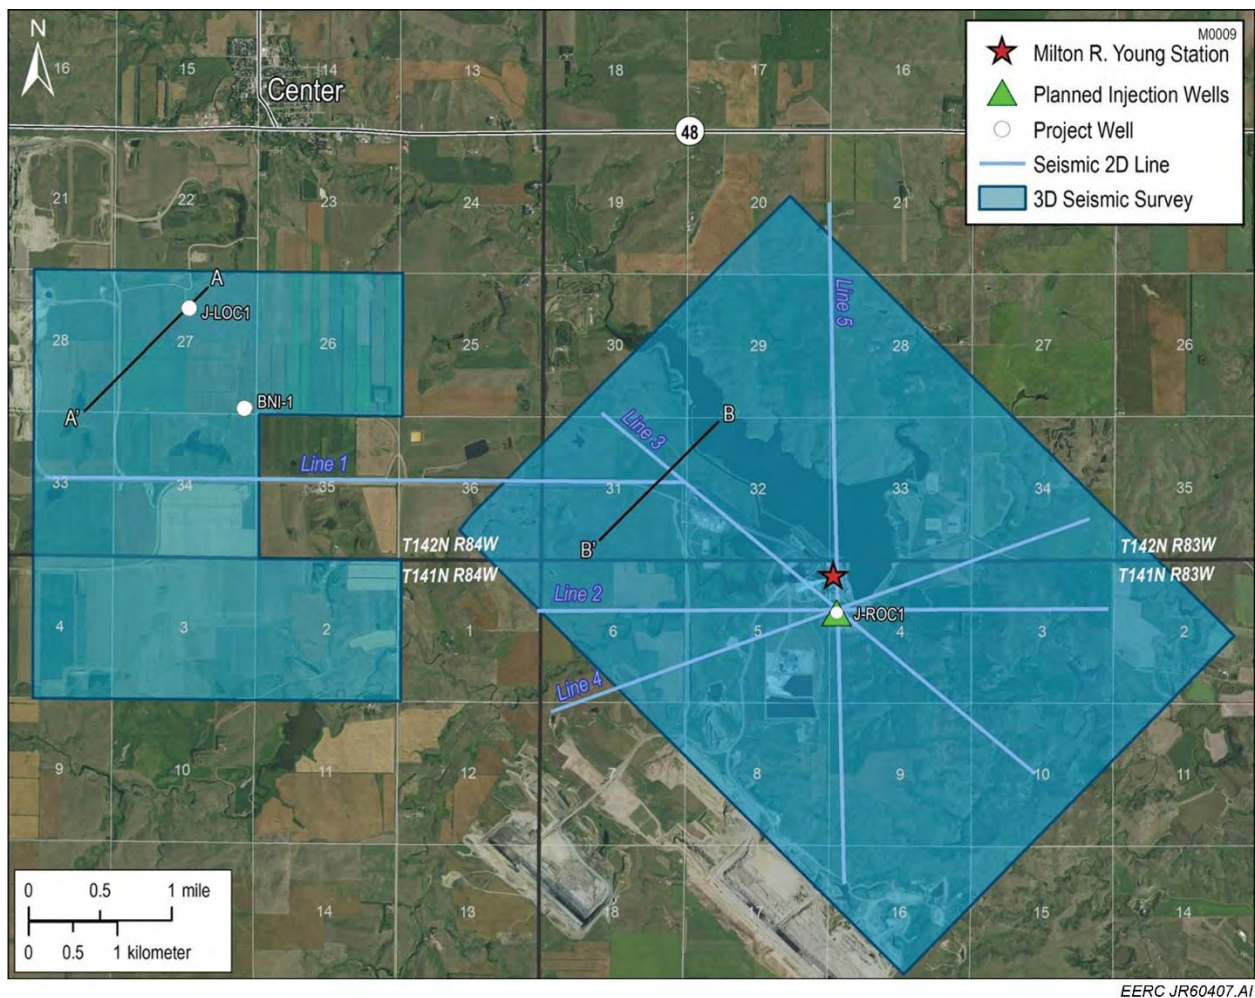 N
M0009
Milton R. Young Station
Planned Injection Wells
Project Well
Seismic 2D Line
3D Seismic Survey
16 15 14 13 18 17 16
Center
48
21 22 23 24 19 20 21
A
J-LOC1
Line 5
28 27 26 25 30 29 28 27 26
A'
BNI-1
B
Line 3
Line 1
33 34 35 36 31 32 33 34 35
B'
T142N R84W
T142N R83W
T141N R84W
T141N R83W
Line 2
J-ROC1
4 3 2 1 6 5 4 3 2
Line 4
9 10 11 12 7 8 9 10 11
0 0.5 1 mile
0 0.5 1 kilometer
14 13 18 17 16 15 14
EERC JR60407.AI